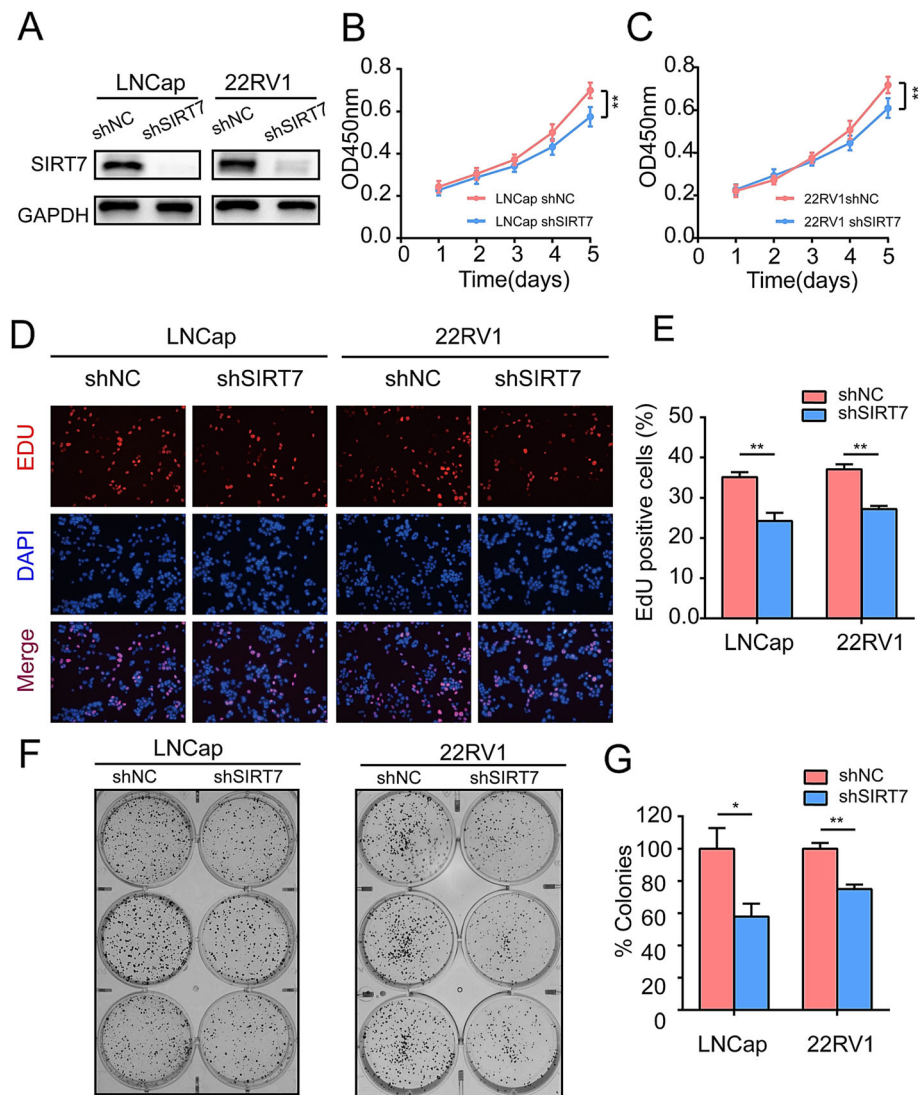 A
LNCap 22RV1
shNC shSIRT7 shNC shSIRT7
SIRT7
GAPDH
B
0.8
0.6
0.4
0.2
0.0
OD450nm
**
LNCap shNC
LNCap shSIRT7
1 2 3 4 5
Time(days)
C
0.8
0.6
0.4
0.2
0.0
OD450nm
**
22RV1shNC
22RV1 shSIRT7
1 2 3 4 5
Time(days)
D
LNCap 22RV1
shNC shSIRT7 shNC shSIRT7
EDU
DAPI
Merge
E
shNC
shSIRT7
50
40
30
20
10
0.0
EdU positive cells (%)
** **
LNCap 22RV1
F
LNCap 22RV1
shNC shSIRT7 shNC shSIRT7
G
shNC
shSIRT7
120
100
80
60
40
20
0
% Colonies
* **
LNCap 22RV1